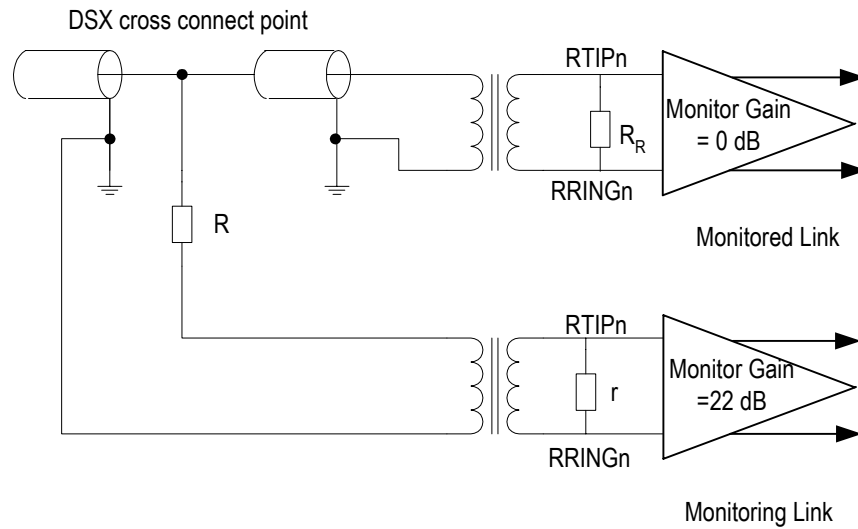 DSX cross connect point
RTIPn
Monitor Gain
= 0 dB
RR
RRINGn
R
Monitored Link
RTIPn
Monitor Gain
=22 dB
r
RRINGn
Monitoring Link